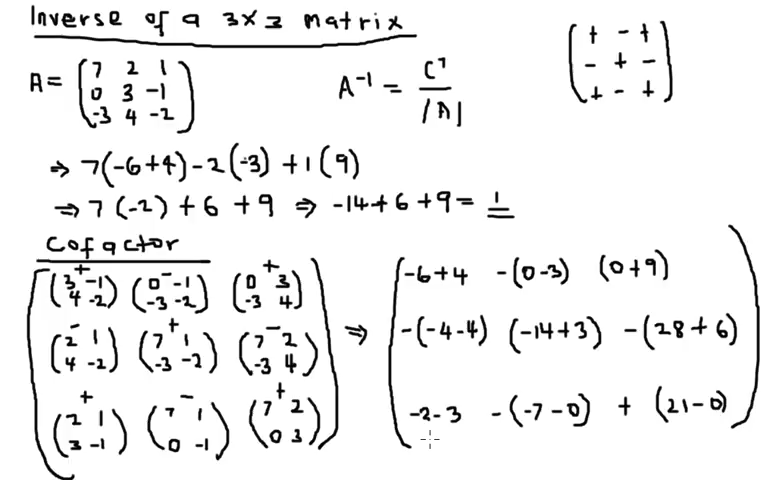 Inverse of a 3x3 matrix
+ - +
- + -
+ - +
A = 7 2 1
0 3 -1
-3 4 -2
A⁻¹ = Cᵀ / |A|
⇒ 7(-6+4) - 2(-3) + 1(9)
⇒ 7(-2) + 6 + 9 ⇒ -14 + 6 + 9 = 1
Cofactor
+ - +
(3 -1) (0 -1) (0 3)
(4 -2) (-3 -2) (-3 4)
- + -
(2 1) (7 1) (7 2)
(4 -2) (-3 -2) (-3 4)
+ - +
(2 1) (7 1) (7 2)
(3 -1) (0 -1) (0 3)
⇒ -6+4 -(0-3) (0+9)
-(-4-4) (-14+3) -(28+6)
-2-3 -(-7-0) + (21-0)